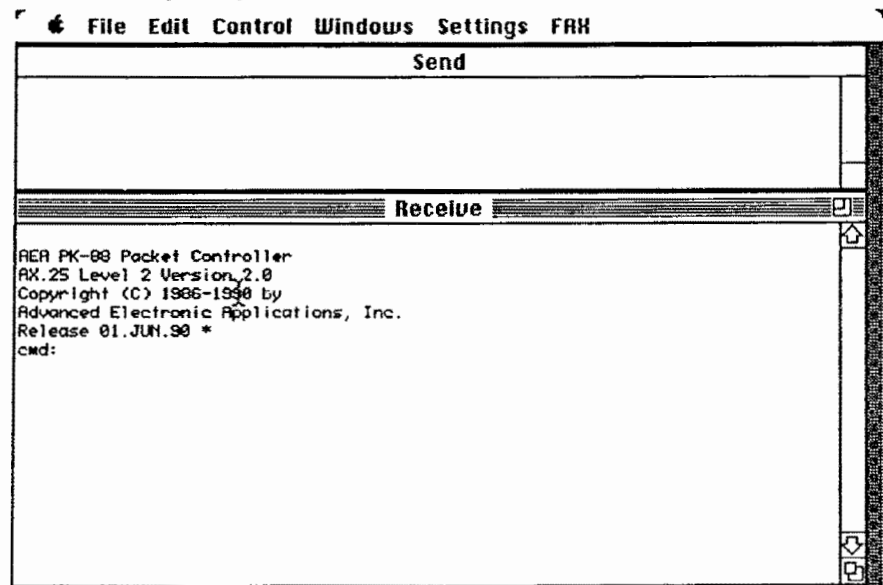 File Edit Control Windows Settings FAX
Send
Receive
AEA PK-88 Packet Controller
AX.25 Level 2 Version 2.0
Copyright (C) 1986-1990 by
Advanced Electronic Applications, Inc.
Release 01.JUN.90 *
cmd: